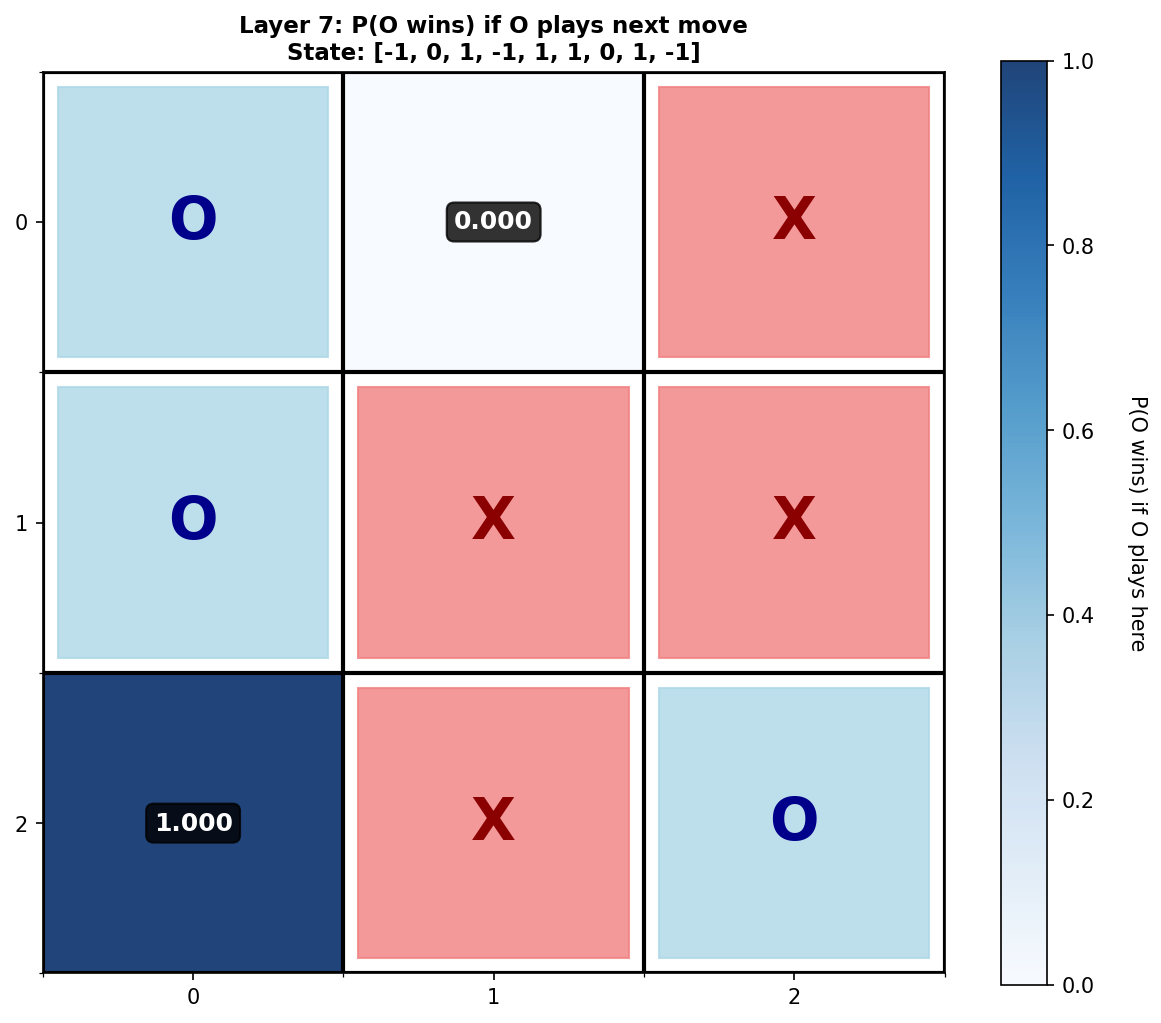 Layer 7: P(O wins) if O plays next move
State: [-1, 0, 1, -1, 1, 1, 0, 1, -1]
0
O
0.000
X
1
O
X
X
2
1.000
X
O
0
1
2
1.0
0.8
0.6
0.4
0.2
0.0
P(O wins) if O plays here